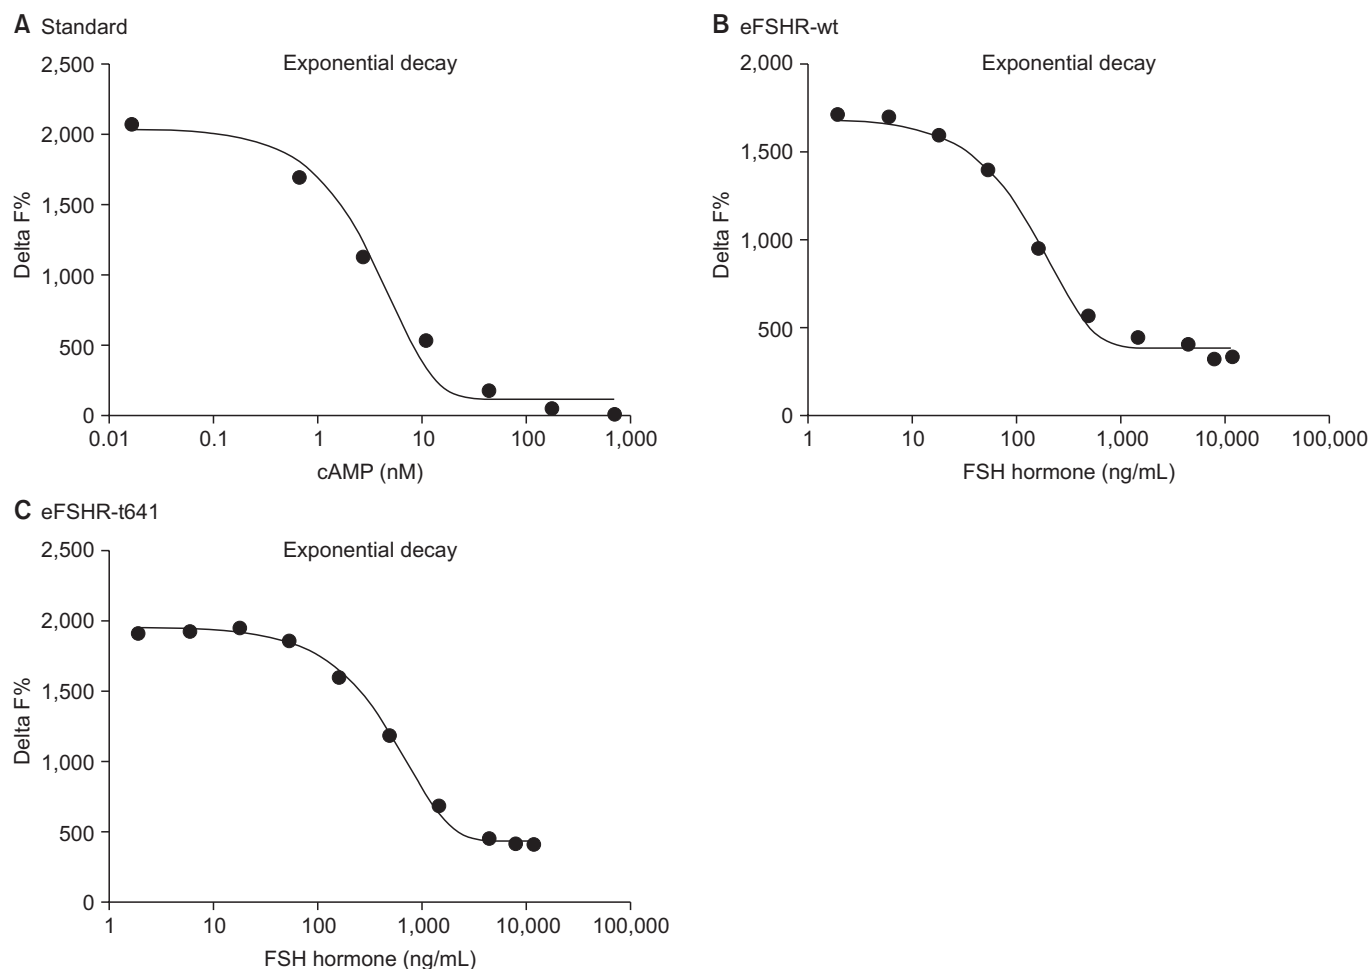 A Standard
Exponential decay
2,500
2,000
1,500
1,000
500
0
Delta F%
0.01 0.1 1 10 100 1,000
cAMP (nM)
B eFSHR-wt
Exponential decay
2,000
1,500
1,000
500
0
Delta F%
1 10 100 1,000 10,000 100,000
FSH hormone (ng/mL)
C eFSHR-t641
Exponential decay
2,500
2,000
1,500
1,000
500
0
Delta F%
1 10 100 1,000 10,000 100,000
FSH hormone (ng/mL)